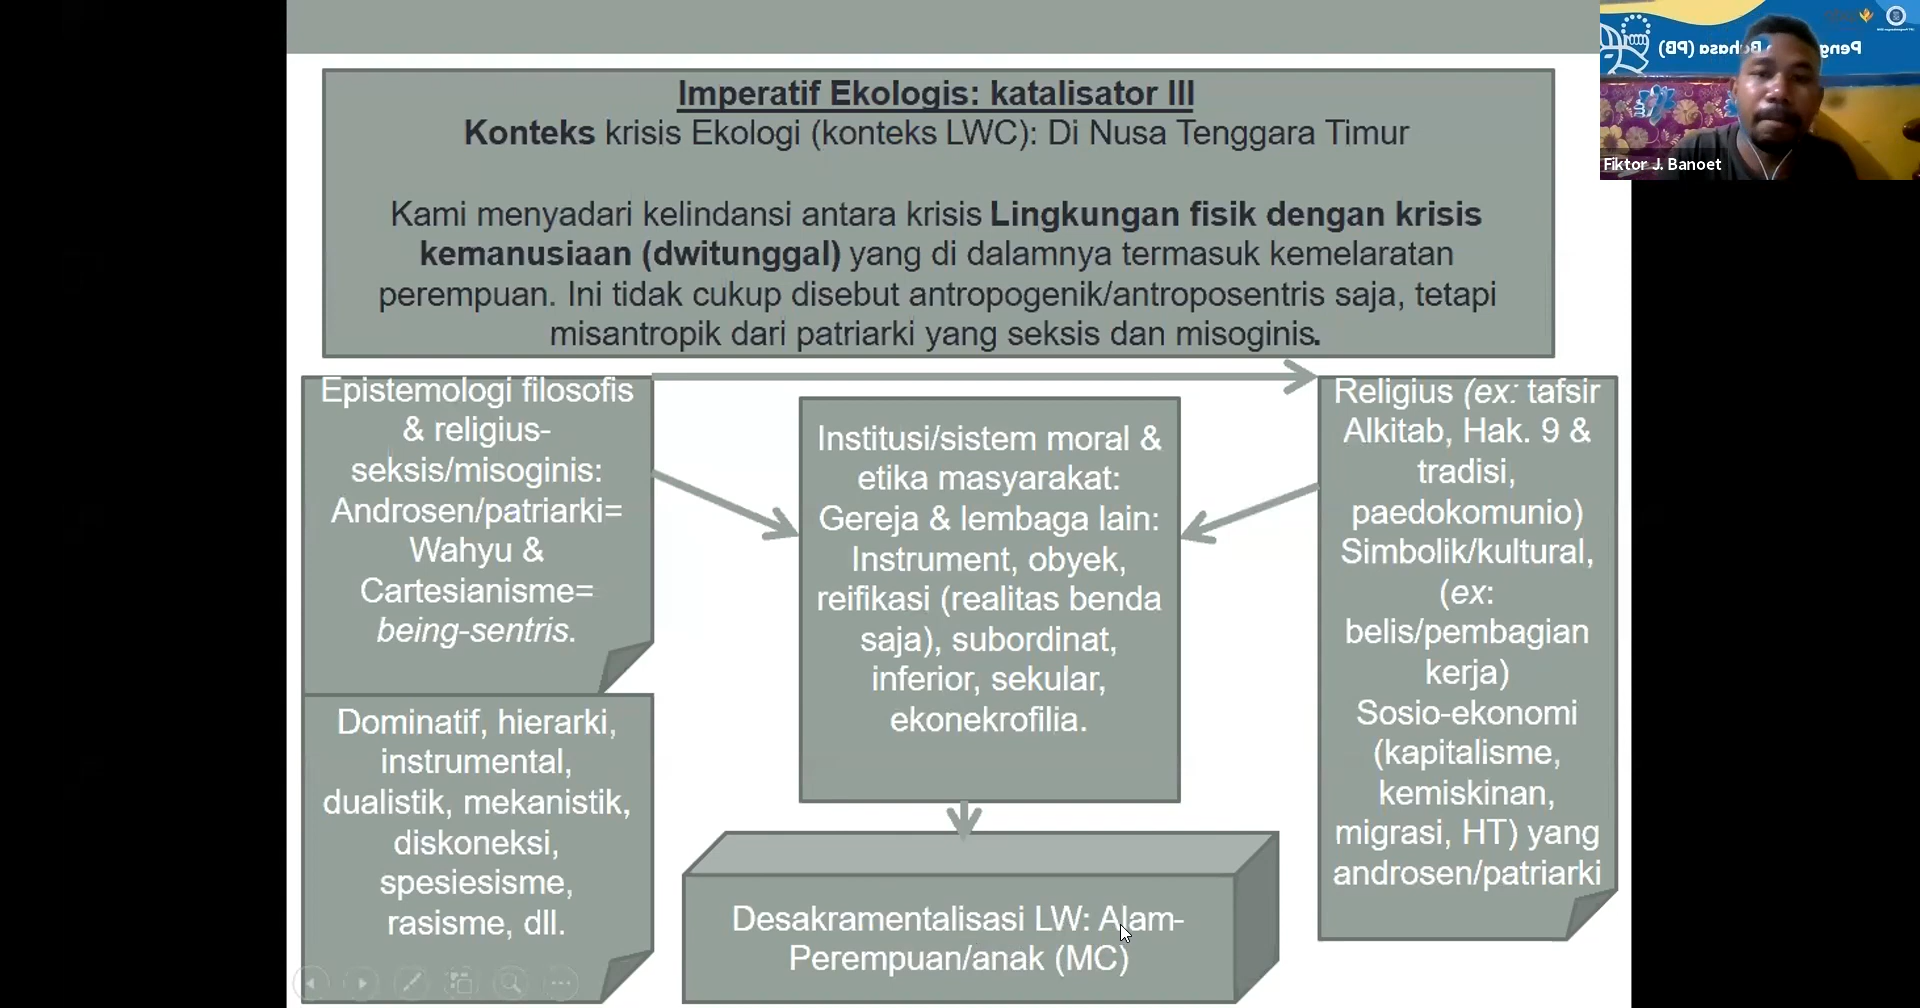 Imperatif Ekologis: katalisator III
Konteks krisis Ekologi (konteks LWC): Di Nusa Tenggara Timur
Kami menyadari kelindansi antara krisis Lingkungan fisik dengan krisis
kemanusiaan (dwitunggal) yang di dalamnya termasuk kemelaratan
perempuan. Ini tidak cukup disebut antropogenik/antroposentris saja, tetapi
misantropik dari patriarki yang seksis dan misoginis.
Epistemologi filosofis
& religius-
seksis/misoginis:
Androsen/patriarki=
Wahyu &
Cartesianisme=
being-sentris.
Dominatif, hierarki,
instrumental,
dualistik, mekanistik,
diskoneksi,
spesiesisme,
rasisme, dll.
Institusi/sistem moral &
etika masyarakat:
Gereja & lembaga lain:
Instrument, obyek,
reifikasi (realitas benda
saja), subordinat,
inferior, sekular,
ekonekrofilia.
Desakramentalisasi LW: Alam-
Perempuan/anak (MC)
Religius (ex: tafsir
Alkitab, Hak. 9 &
tradisi,
paedokomunio)
Simbolik/kultural,
(ex:
belis/pembagian
kerja)
Sosio-ekonomi
(kapitalisme,
kemiskinan,
migrasi, HT) yang
androsen/patriarki
(PB)
Fiktor J. Banoet